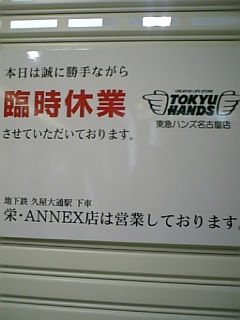 本日は誠に勝手ながら
臨時休業
CREATIVE LIFE STORE
TOKYU
HANDS
東急ハンズ名古屋店
させていただいております。
地下鉄 久屋大通駅 下車
栄・ANNEX店は営業しております。